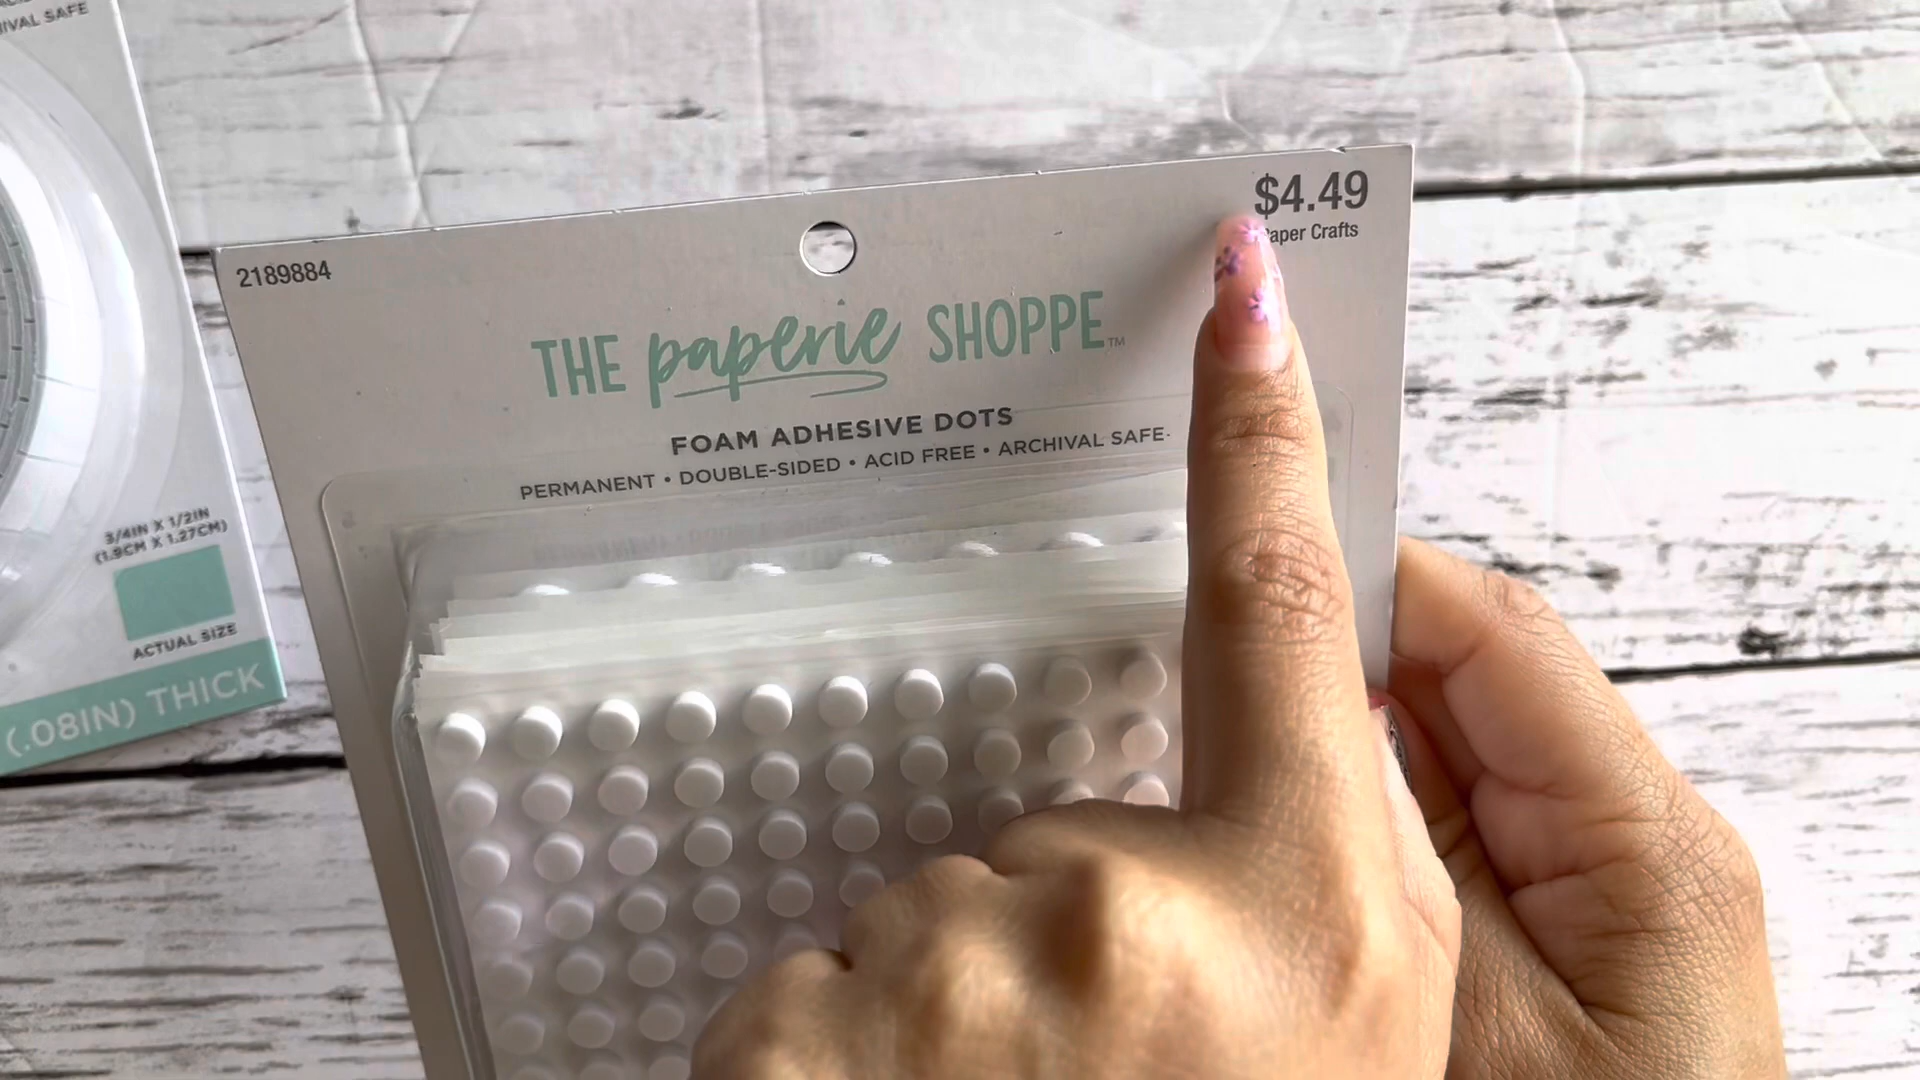 IVAL SAFE
3/4IN X 1/2IN
(1.9CM X 1.27CM)
ACTUAL SIZE
(.08IN) THICK
$4.49
Paper Crafts
2189884
THE paperie SHOPPE™
FOAM ADHESIVE DOTS
PERMANENT • DOUBLE-SIDED • ACID FREE • ARCHIVAL SAFE